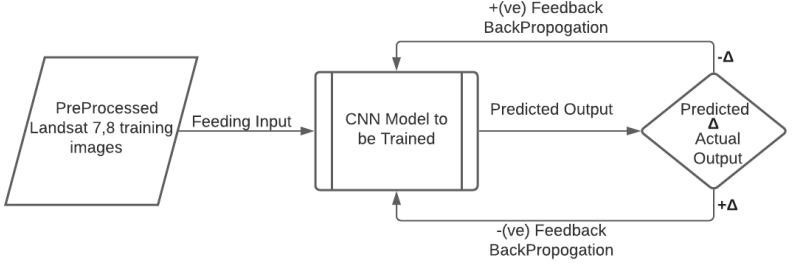 +(ve) Feedback
BackPropogation
-Δ
PreProcessed
Landsat 7,8 training
images
Feeding Input
CNN Model to
be Trained
Predicted Output
Predicted
Δ
Actual
Output
+Δ
-(ve) Feedback
BackPropogation